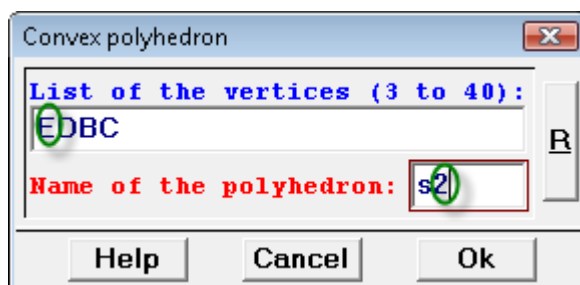 Convex polyhedron
List of the vertices (3 to 40):
EDBC
R
Name of the polyhedron: s2
Help Cancel Ok